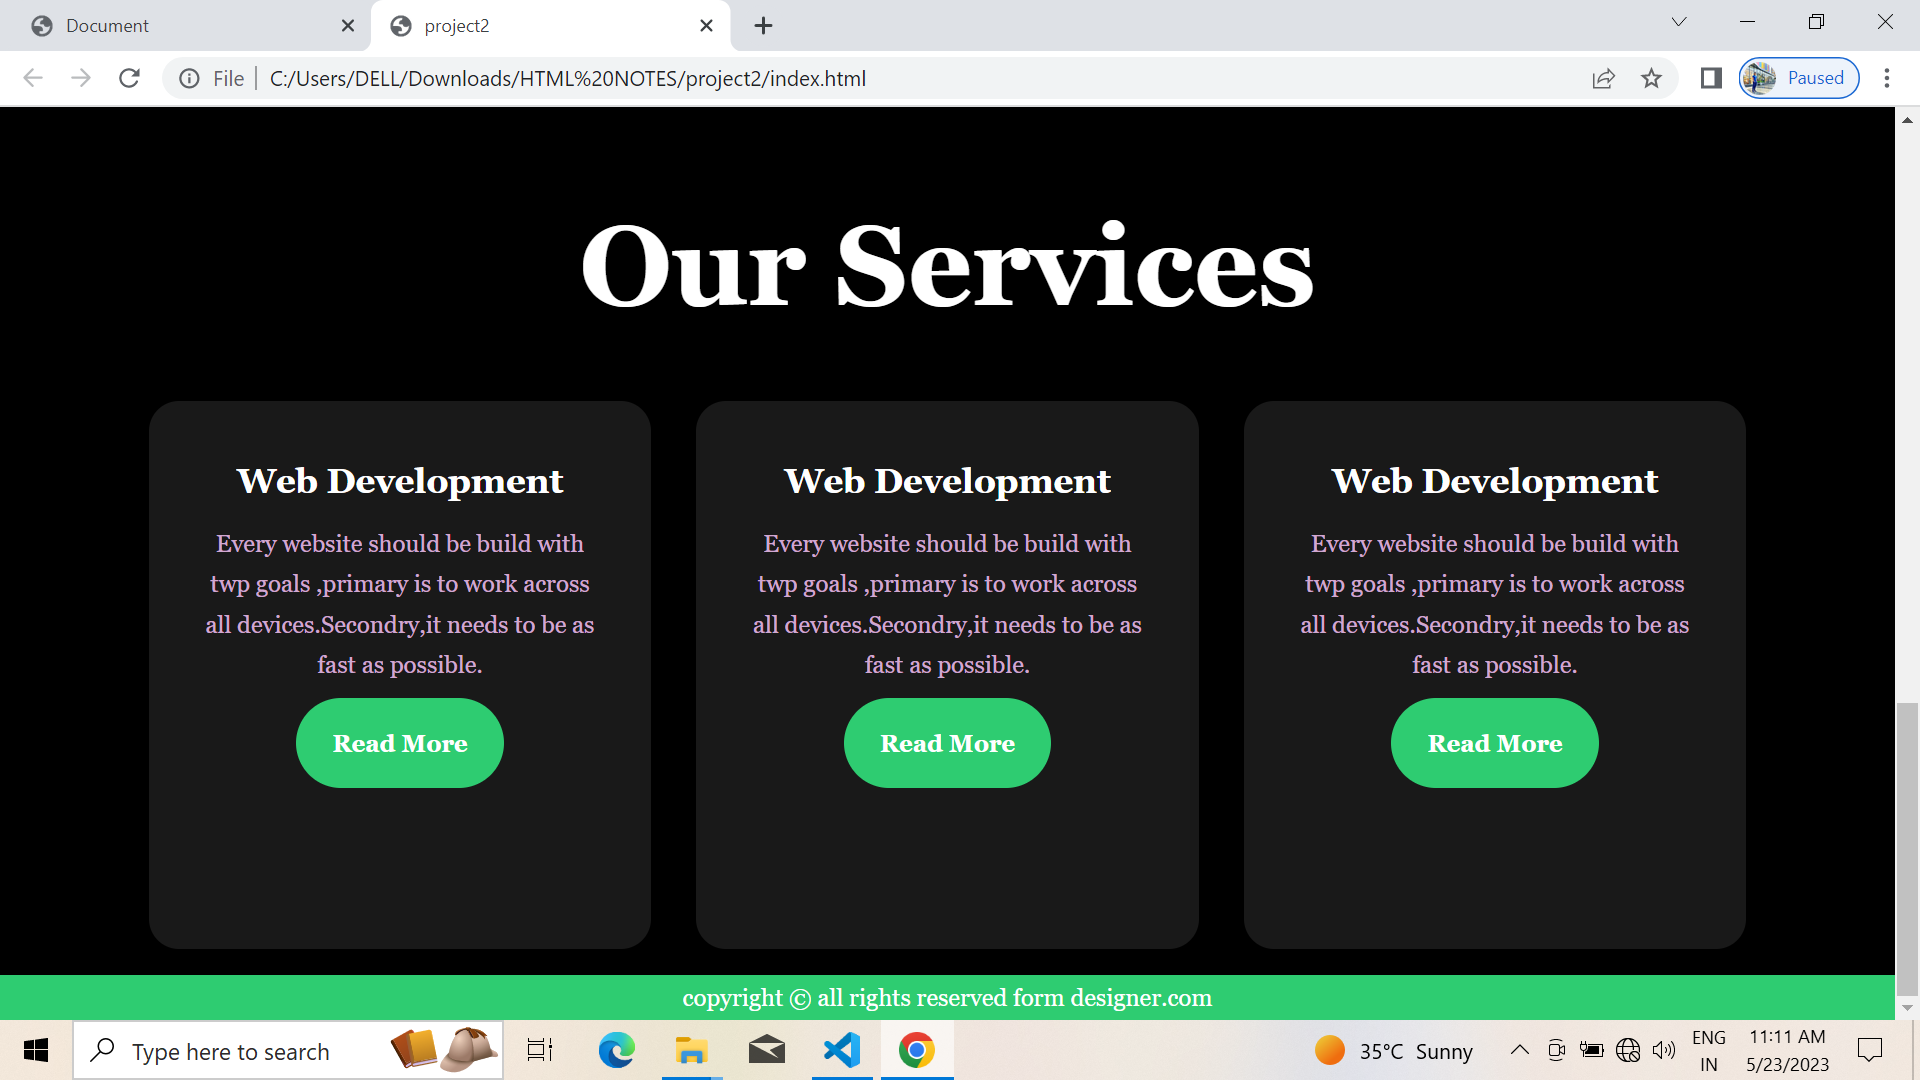 Document
project2
File
C:/Users/DELL/Downloads/HTML%20NOTES/project2/index.html
Paused
Our Services
Web Development
Every website should be build with
twp goals ,primary is to work across
all devices.Secondry,it needs to be as
fast as possible.
Read More
Web Development
Every website should be build with
twp goals ,primary is to work across
all devices.Secondry,it needs to be as
fast as possible.
Read More
Web Development
Every website should be build with
twp goals ,primary is to work across
all devices.Secondry,it needs to be as
fast as possible.
Read More
copyright © all rights reserved form designer.com
Type here to search
35°C Sunny
ENG
IN
11:11 AM
5/23/2023